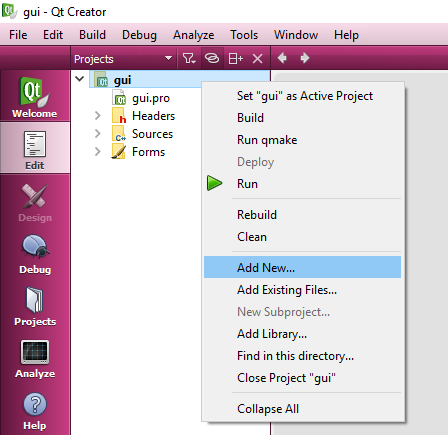 gui - Qt Creator
File Edit Build Debug Analyze Tools Window Help
Projects
Qt Welcome
Edit
Design
Debug
Projects
Analyze
Help
gui
gui.pro
Headers
Sources
Forms
Set "gui" as Active Project
Build
Run qmake
Deploy
Run
Rebuild
Clean
Add New...
Add Existing Files...
New Subproject...
Add Library...
Find in this directory...
Close Project "gui"
Collapse All